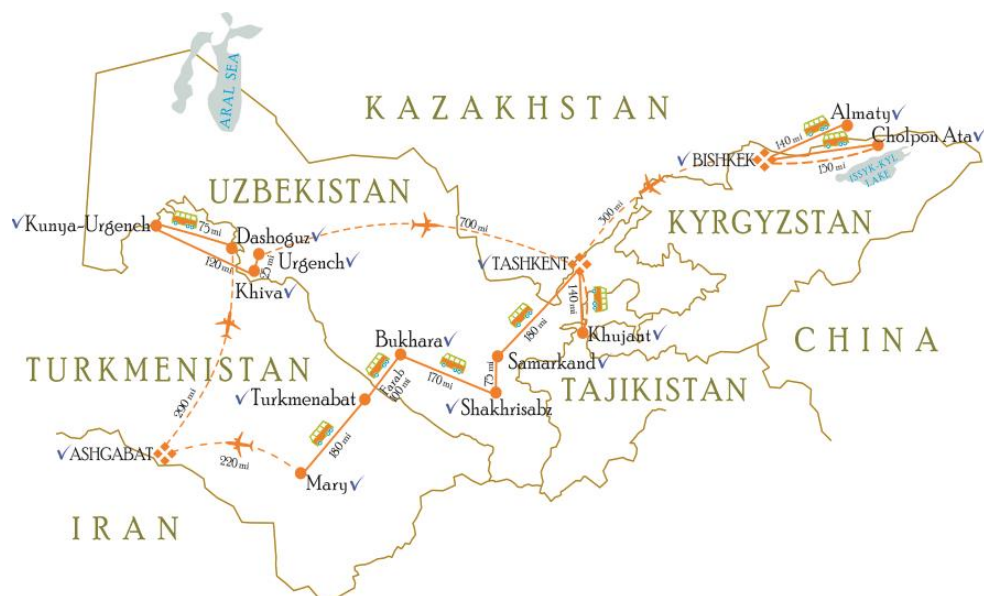 ARAL SEA
KAZAKHSTAN
Almaty
140 mi
Cholpon Ata
BISHKEK
150 mi
ISSYK-KYL
LAKE
UZBEKISTAN
300 mi
KYRGYZSTAN
Kunya-Urgench
75 mi
700 mi
Dashoguz
Urgench
120 mi
25 mi
TASHKENT
Khiva
140 mi
180 mi
Khujant
CHINA
Bukhara
TURKMENISTAN
Samarkand
Farab
100 mi
170 mi
52 mi
TAJIKISTAN
Turkmenabat
Shakhrisabz
290 mi
ASHGABAT
220 mi
180 mi
Mary
IRAN